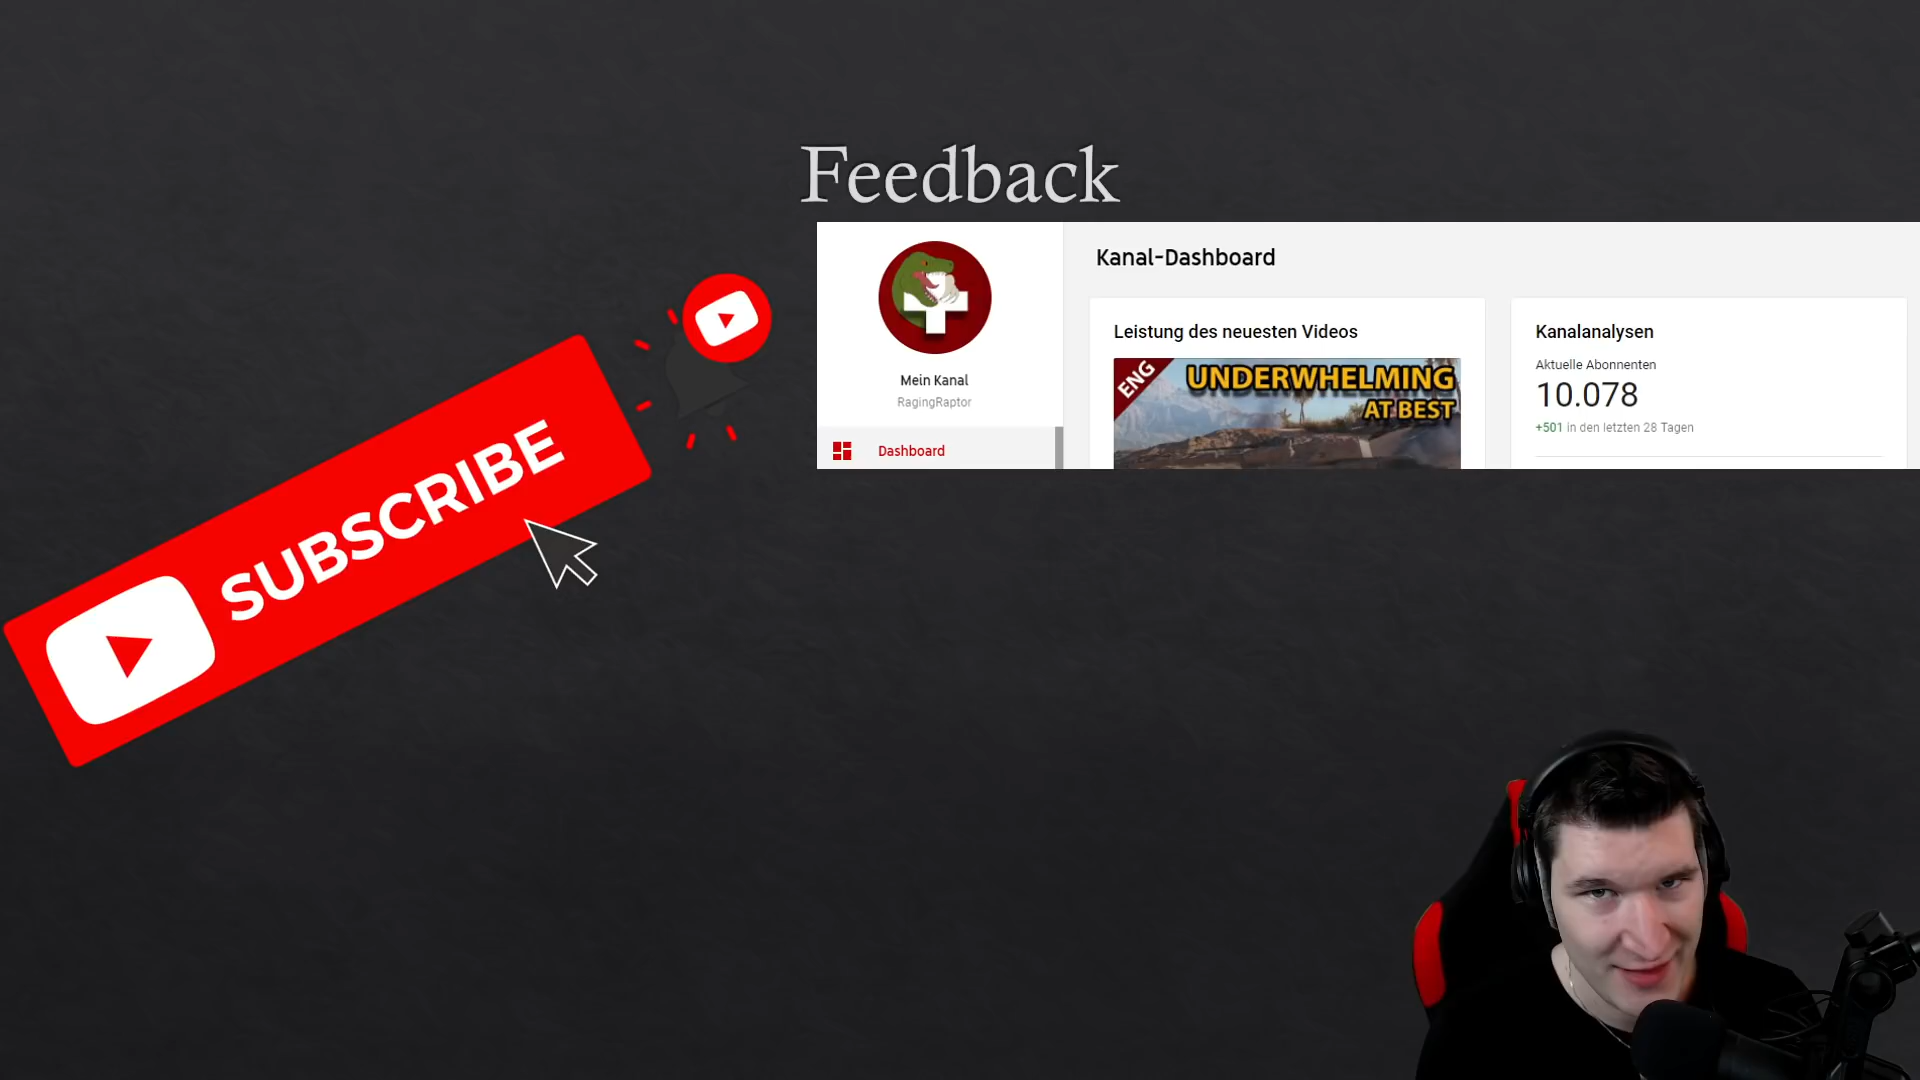 Feedback
Kanal-Dashboard
Leistung des neuesten Videos
Kanalanalysen
Aktuelle Abonnenten
10.078
+501 in den letzten 28 Tagen
ENG
UNDERWHELMING
AT BEST
Mein Kanal
RagingRaptor
Dashboard
SUBSCRIBE